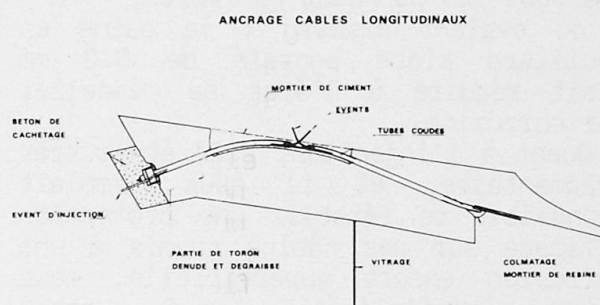 ANCRAGE CABLES LONGITUDINAUX
MORTIER DE CIMENT
EVENTS
BETON DE
CACHETAGE
TUBES COUDES
EVENT D'INJECTION
PARTIE DE TORON
DENUDE ET DEGRAISSE
VITRAGE
COLMATAGE
MORTIER DE RESINE